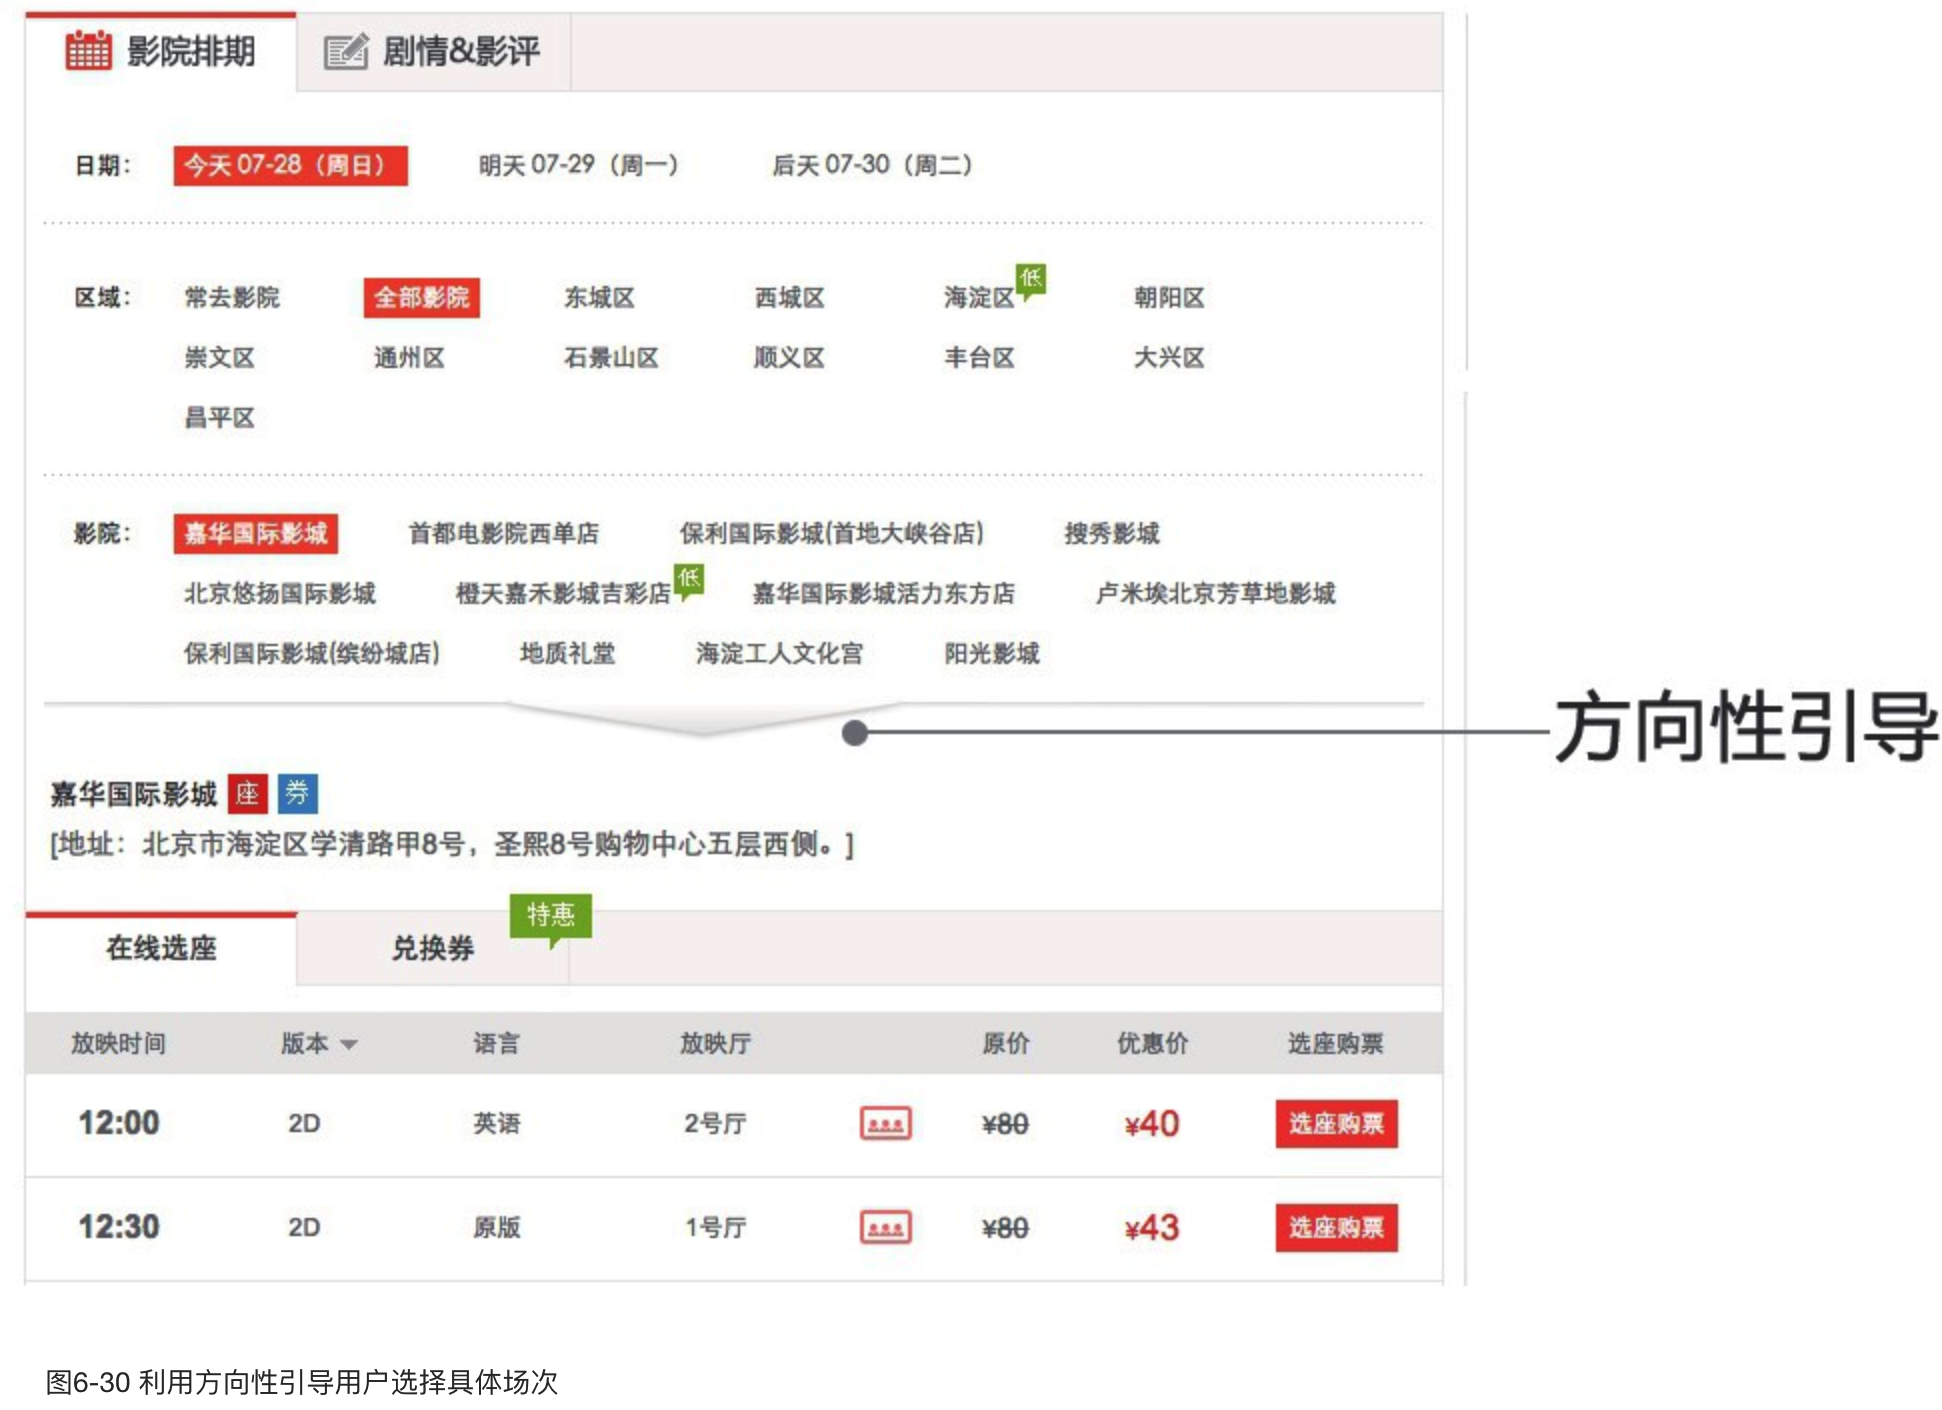 影院排期 剧情&影评
日期： 今天 07-28（周日） 明天 07-29（周一） 后天 07-30（周二）
低
区域： 常去影院 全部影院 东城区 西城区 海淀区 朝阳区
崇文区 通州区 石景山区 顺义区 丰台区 大兴区
昌平区
影院： 嘉华国际影城 首都电影院西单店 保利国际影城(首地大峡谷店) 搜秀影城
低
北京悠扬国际影城 橙天嘉禾影城吉彩店 嘉华国际影城活力东方店 卢米埃北京芳草地影城
保利国际影城(缤纷城店) 地质礼堂 海淀工人文化宫 阳光影城
方向性引导
嘉华国际影城 座 券
[地址：北京市海淀区学清路甲8号，圣熙8号购物中心五层西侧。]
特惠
在线选座 兑换券
放映时间 版本 语言 放映厅 原价 优惠价 选座购票
12:00 2D 英语 2号厅 ¥80 ¥40 选座购票
12:30 2D 原版 1号厅 ¥80 ¥43 选座购票
图6-30 利用方向性引导用户选择具体场次